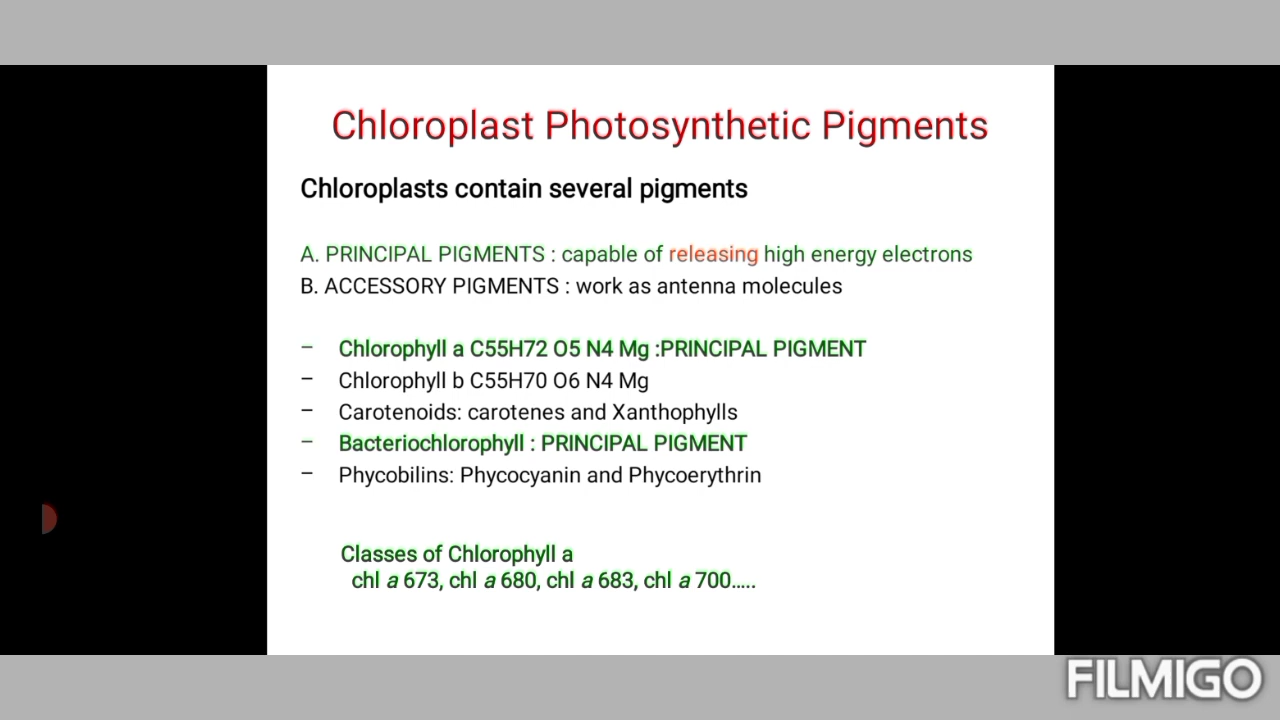 Chloroplast Photosynthetic Pigments
Chloroplasts contain several pigments
A. PRINCIPAL PIGMENTS : capable of releasing high energy electrons
B. ACCESSORY PIGMENTS : work as antenna molecules
– Chlorophyll a C55H72 O5 N4 Mg :PRINCIPAL PIGMENT
– Chlorophyll b C55H70 O6 N4 Mg
– Carotenoids: carotenes and Xanthophylls
– Bacteriochlorophyll : PRINCIPAL PIGMENT
– Phycobilins: Phycocyanin and Phycoerythrin
Classes of Chlorophyll a
chl a 673, chl a 680, chl a 683, chl a 700.....
FILMIGO